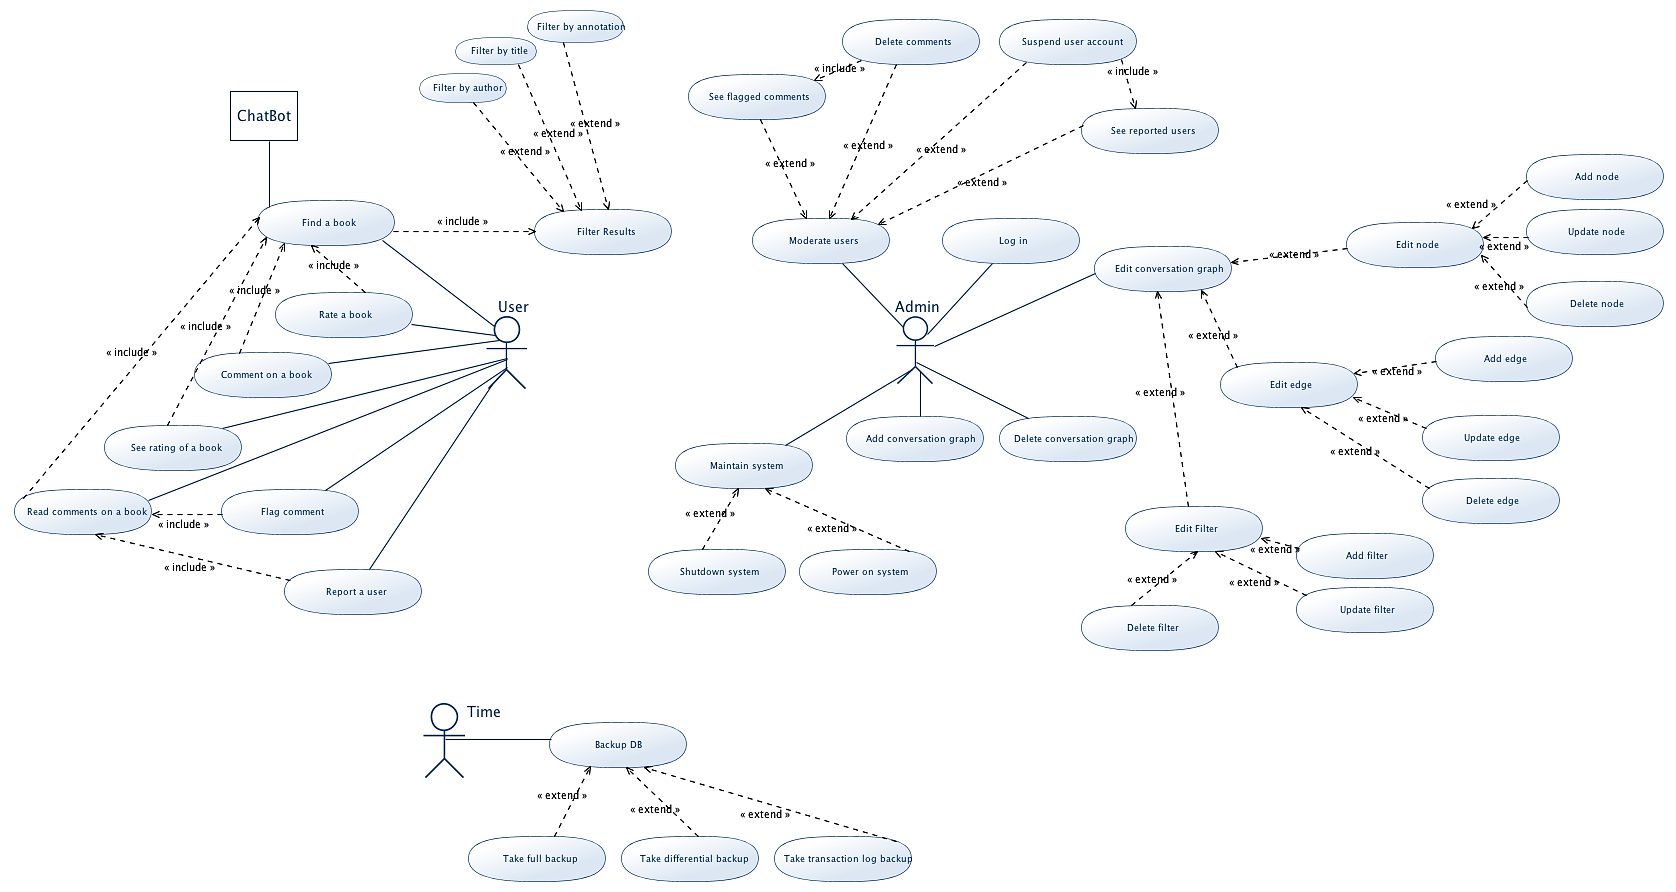 Filter by annotation
Filter by title
Filter by author
ChatBot
« extend »
« extend »
« extend »
Find a book
« include »
Filter Results
« include »
« include »
« include »
« include »
Rate a book
User
Comment on a book
See rating of a book
Read comments on a book
« include »
Flag comment
« include »
Report a user
Delete comments
Suspend user account
« include »
« include »
See flagged comments
See reported users
« extend »
« extend »
« extend »
« extend »
Moderate users
Log in
Admin
Edit conversation graph
« extend »
Edit node
« extend »
Add node
« extend »
Update node
« extend »
Delete node
« extend »
Edit edge
« extend »
Add edge
« extend »
Update edge
« extend »
Delete edge
« extend »
Add conversation graph
Delete conversation graph
Maintain system
« extend »
« extend »
Shutdown system
Power on system
Edit Filter
« extend »
Add filter
« extend »
« extend »
Update filter
Delete filter
Time
Backup DB
« extend »
« extend »
« extend »
Take full backup
Take differential backup
Take transaction log backup